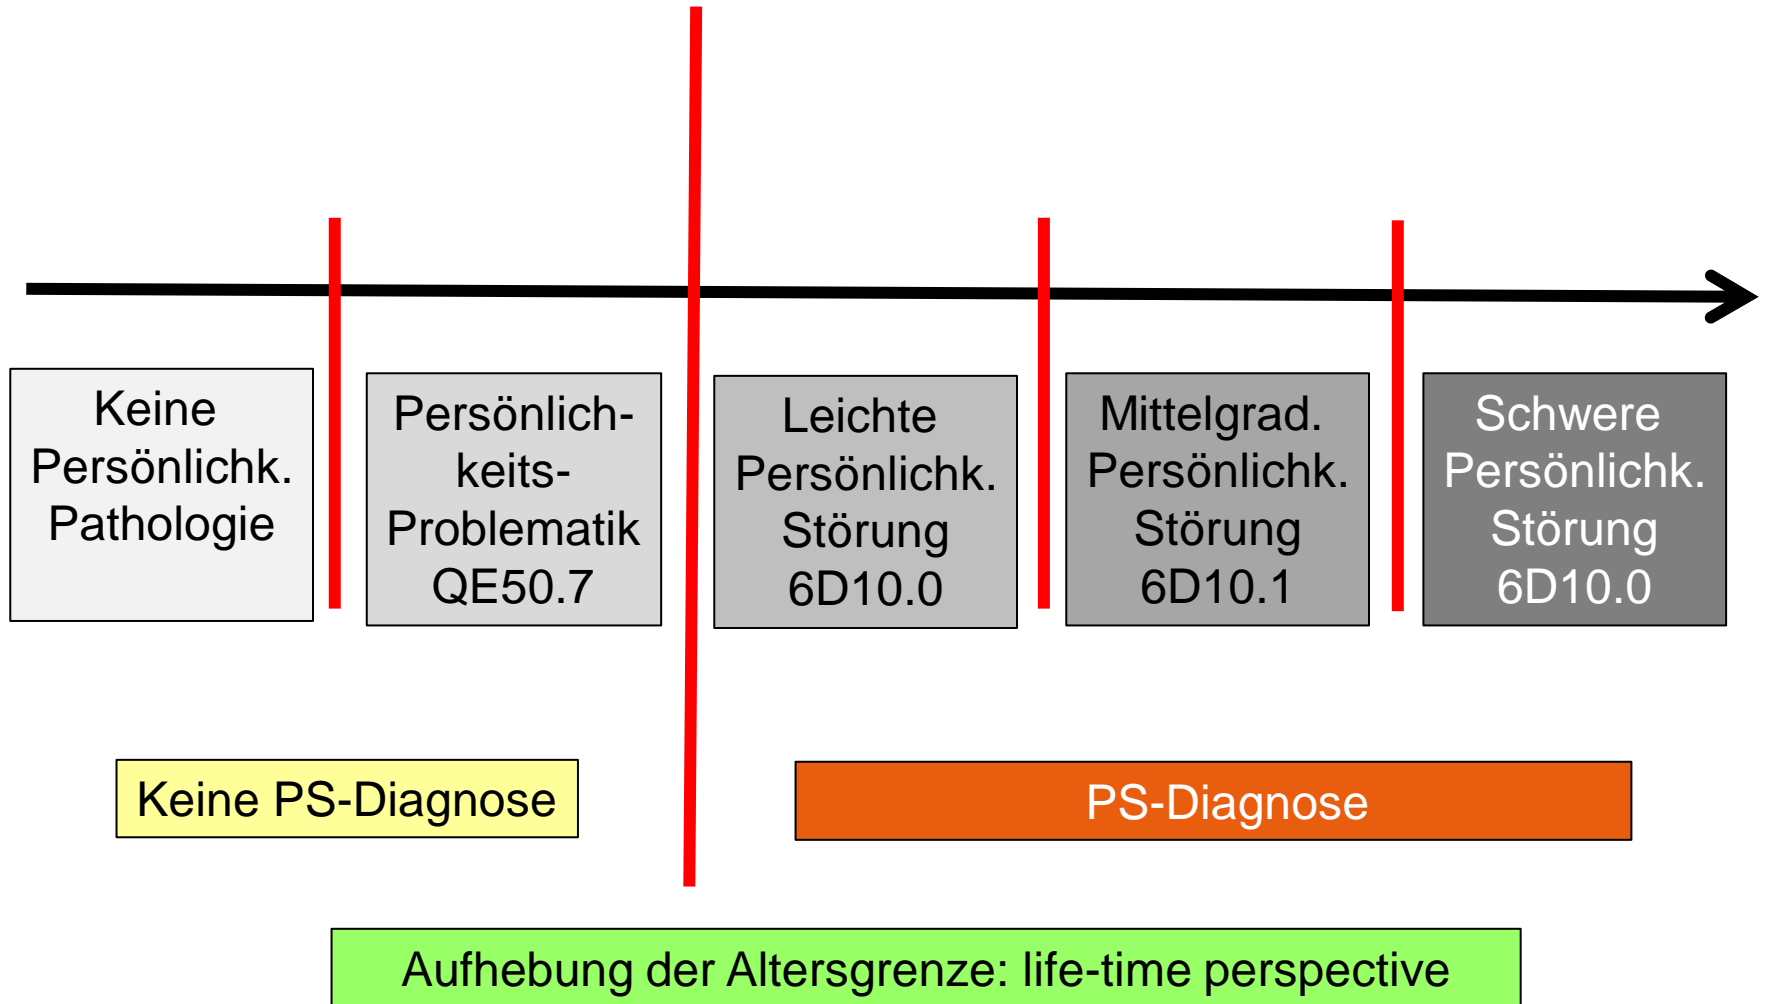 Keine
Persönlichk.
Pathologie
Persönlich-
keits-
Problematik
QE50.7
Leichte
Persönlichk.
Störung
6D10.0
Mittelgrad.
Persönlichk.
Störung
6D10.1
Schwere
Persönlichk.
Störung
6D10.0
Keine PS-Diagnose
PS-Diagnose
Aufhebung der Altersgrenze: life-time perspective